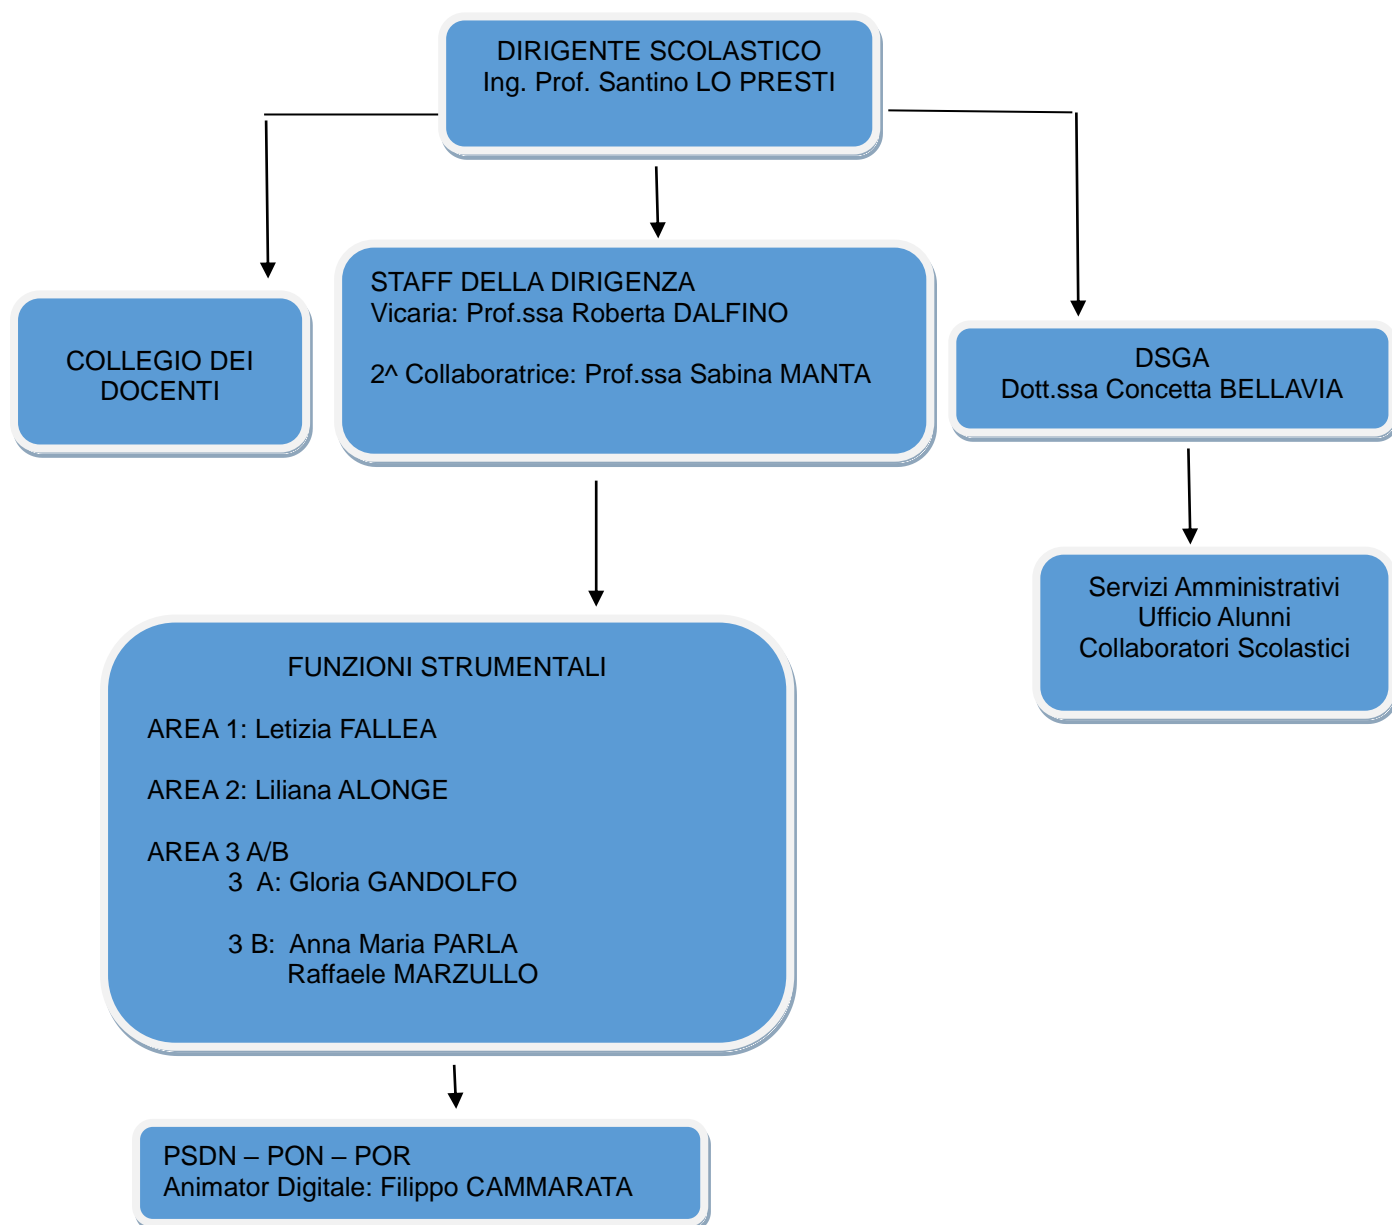 DIRIGENTE SCOLASTICO
Ing. Prof. Santino LO PRESTI
COLLEGIO DEI
DOCENTI
STAFF DELLA DIRIGENZA
Vicaria: Prof.ssa Roberta DALFINO
2^ Collaboratrice: Prof.ssa Sabina MANTA
DSGA
Dott.ssa Concetta BELLAVIA
Servizi Amministrativi
Ufficio Alunni
Collaboratori Scolastici
FUNZIONI STRUMENTALI
AREA 1: Letizia FALLEA
AREA 2: Liliana ALONGE
AREA 3 A/B
3 A: Gloria GANDOLFO
3 B: Anna Maria PARLA
Raffaele MARZULLO
PSDN – PON – POR
Animator Digitale: Filippo CAMMARATA